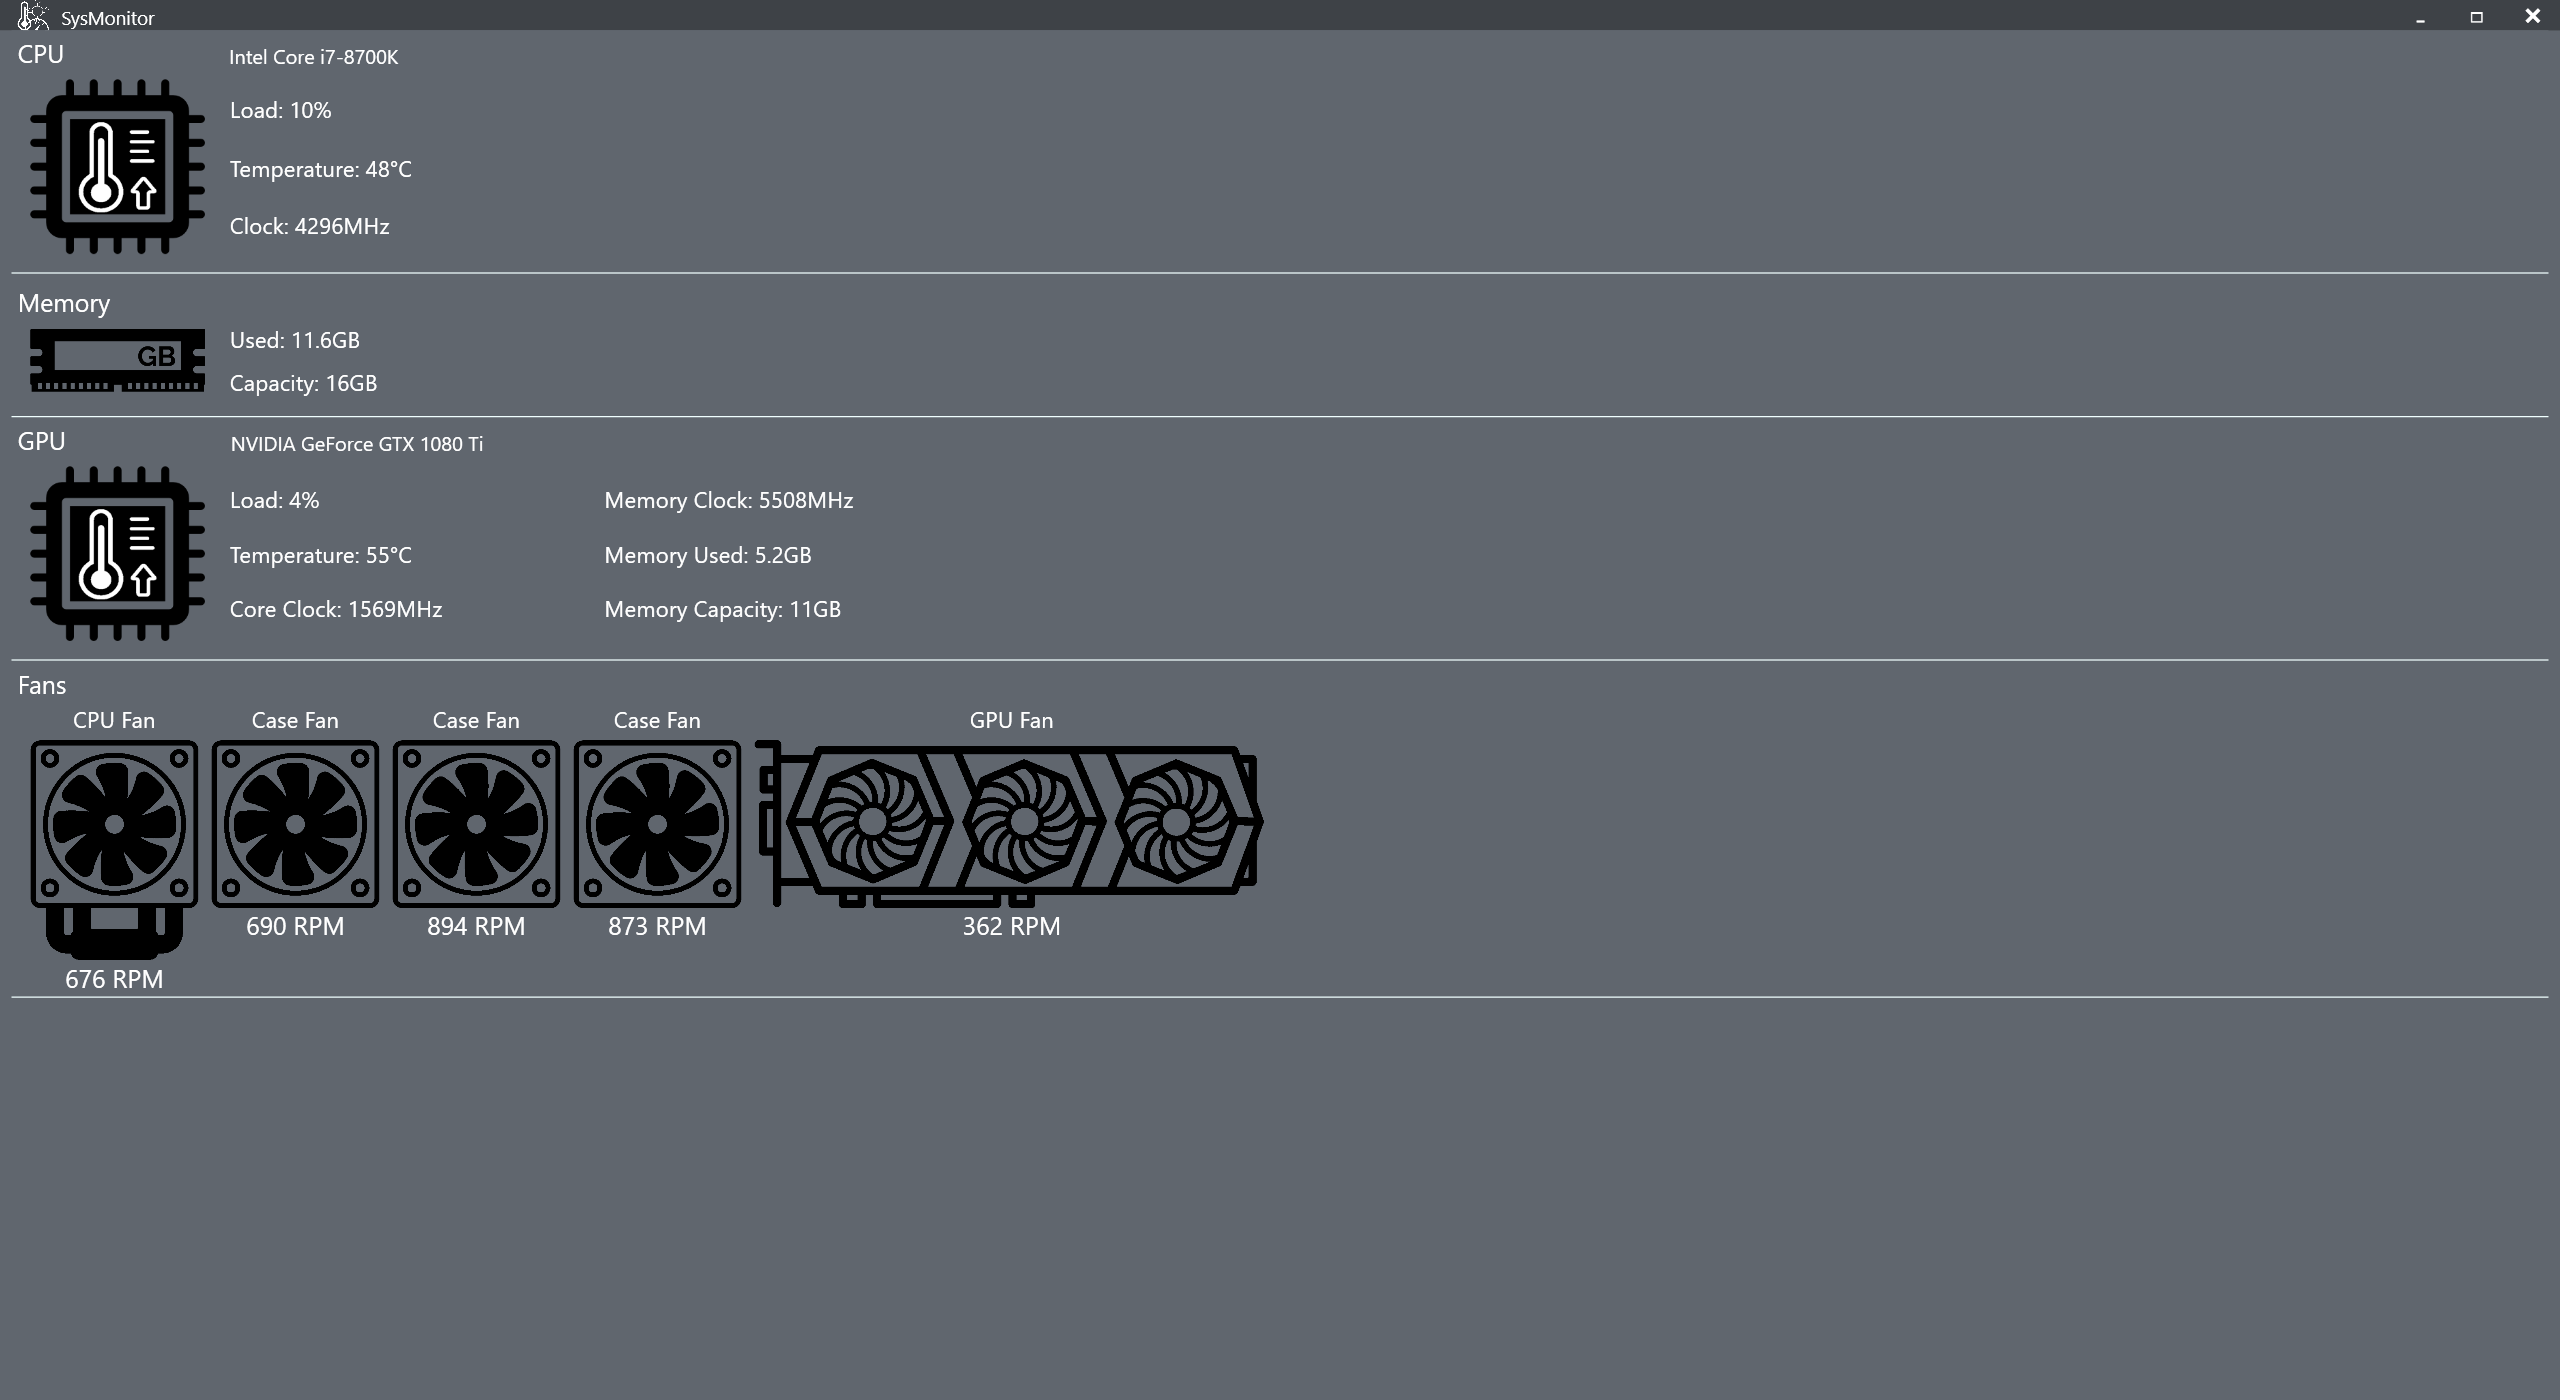 SysMonitor
CPU
Intel Core i7-8700K
Load: 10%
Temperature: 48°C
Clock: 4296MHz
Memory
GB
Used: 11.6GB
Capacity: 16GB
GPU
NVIDIA GeForce GTX 1080 Ti
Load: 4%
Memory Clock: 5508MHz
Temperature: 55°C
Memory Used: 5.2GB
Core Clock: 1569MHz
Memory Capacity: 11GB
Fans
CPU Fan
Case Fan
Case Fan
Case Fan
GPU Fan
690 RPM
894 RPM
873 RPM
362 RPM
676 RPM